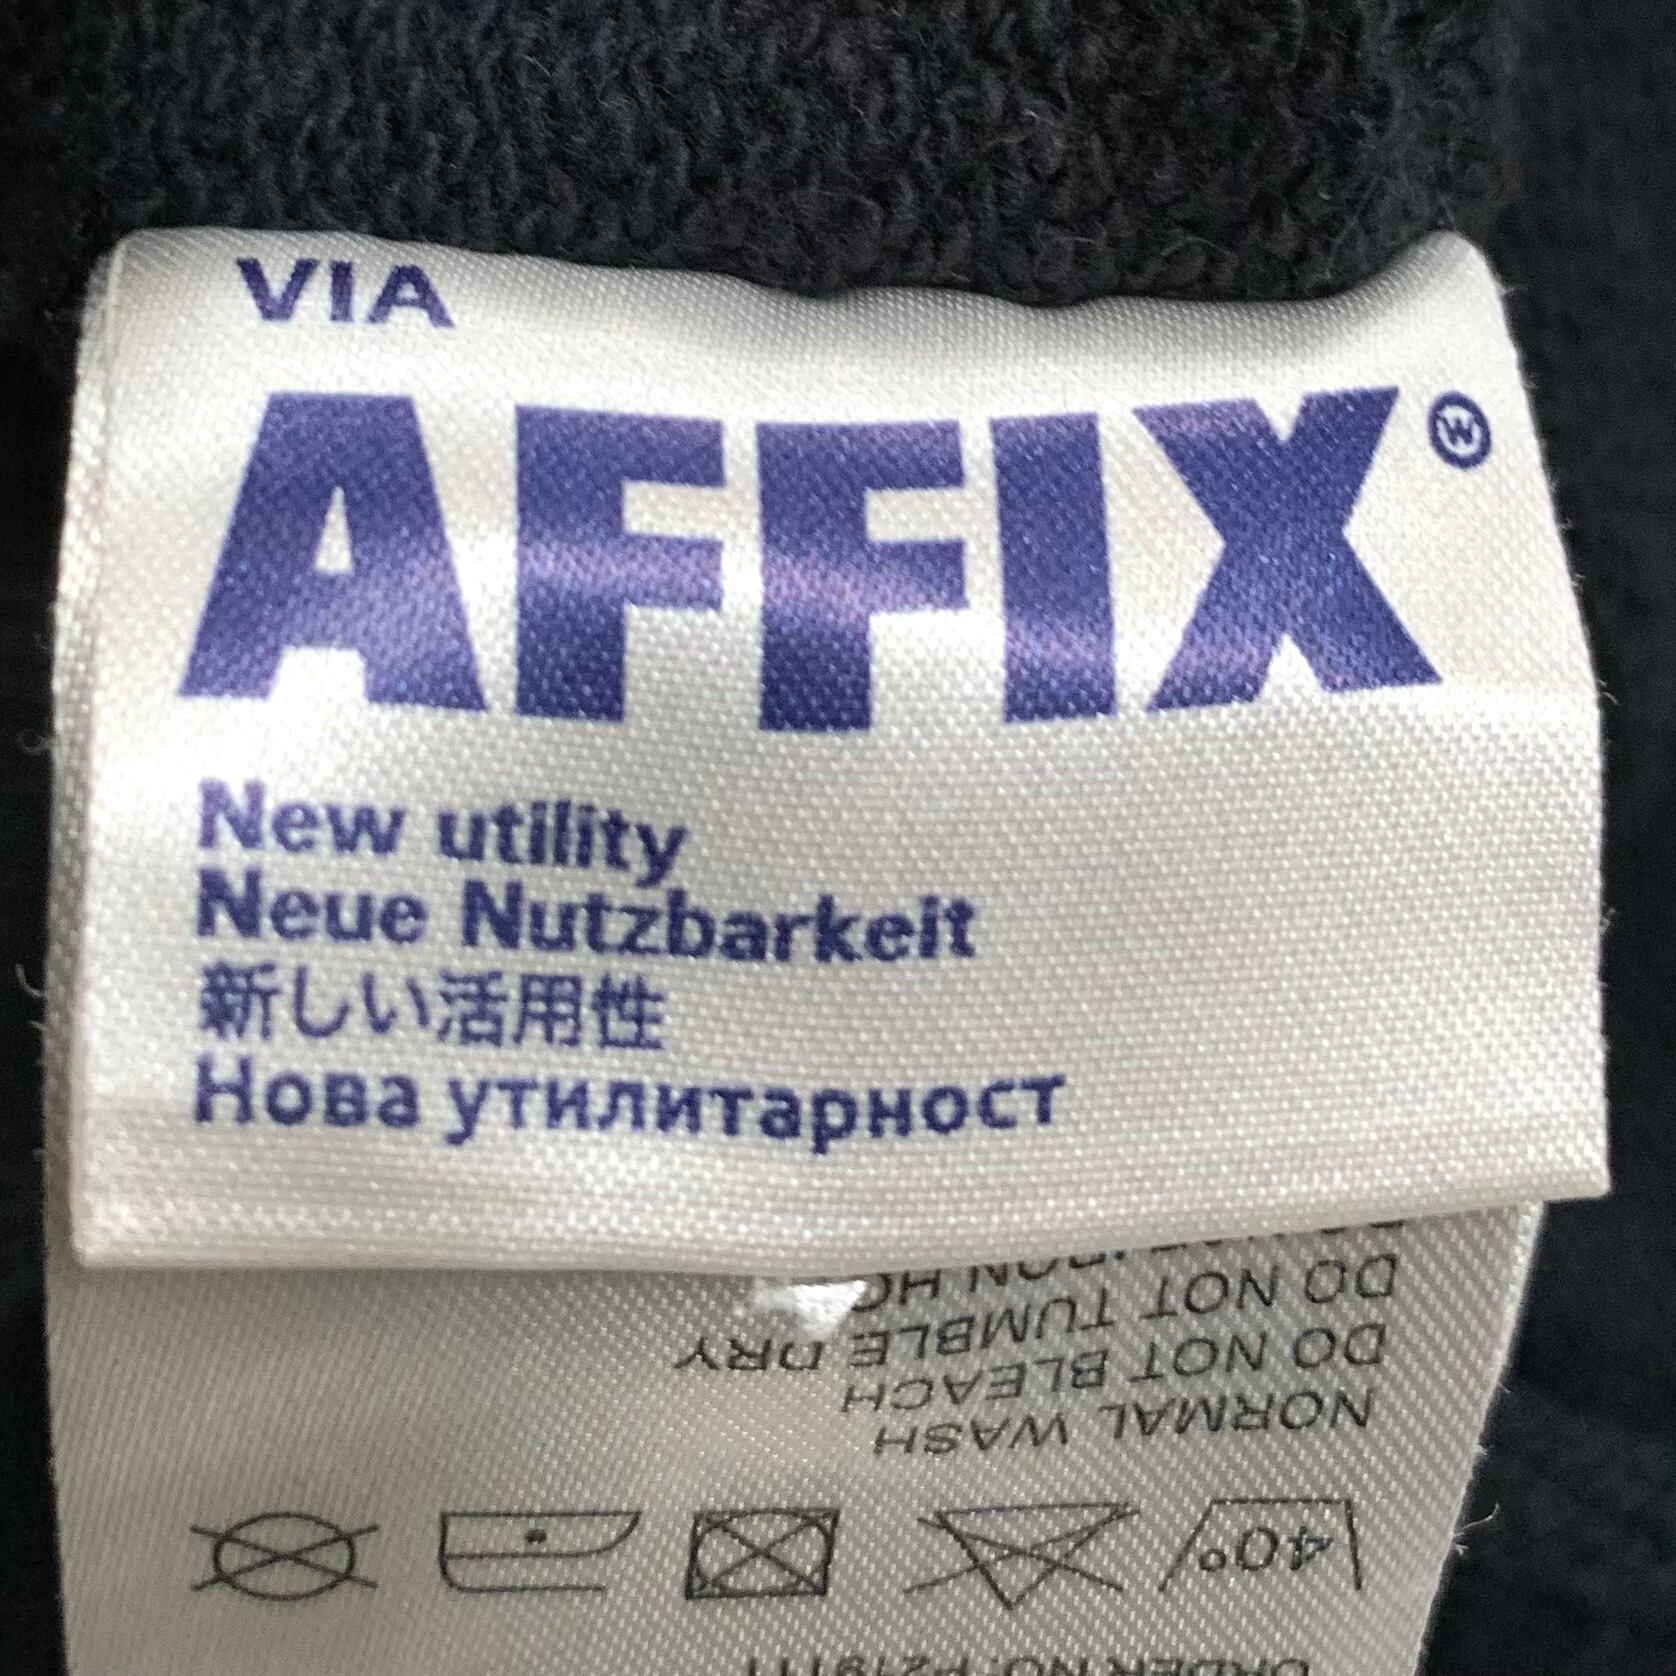 VIA
AFFIX
New utility
Neue Nutzbarkeit
新しい活用性
Нова утилитарност
40°
NORMAL WASH
DO NOT BLEACH
DO NOT TUMBLE DRY
IRON